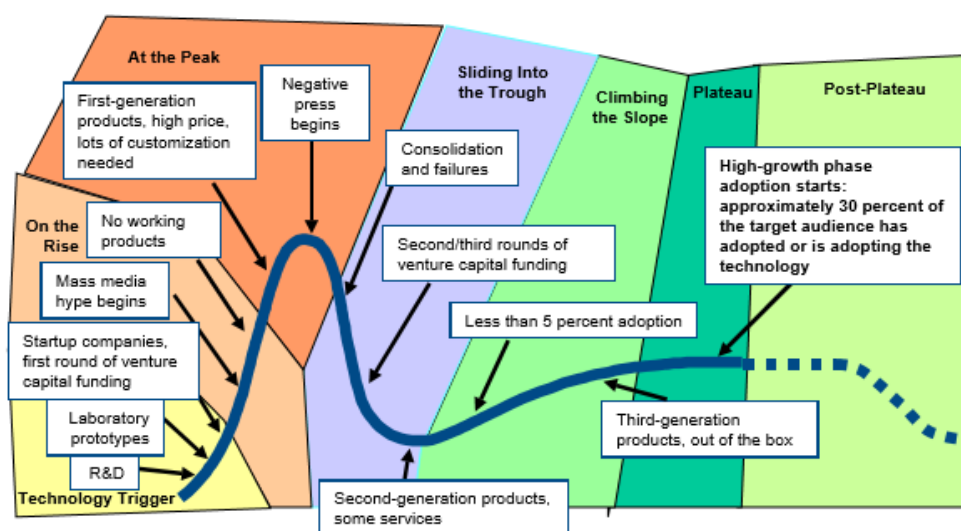 At the Peak
First-generation
products, high price,
lots of customization
needed
Negative
press
begins
Sliding Into
the Trough
Consolidation
and failures
Climbing
the Slope
Plateau
Post-Plateau
High-growth phase
adoption starts:
approximately 30 percent of
the target audience has
adopted or is adopting the
technology
On the
Rise
No working
products
Mass media
hype begins
Startup companies,
first round of venture
capital funding
Laboratory
prototypes
R&D
Technology Trigger
Second/third rounds of
venture capital funding
Less than 5 percent adoption
Third-generation
products, out of the box
Second-generation products,
some services